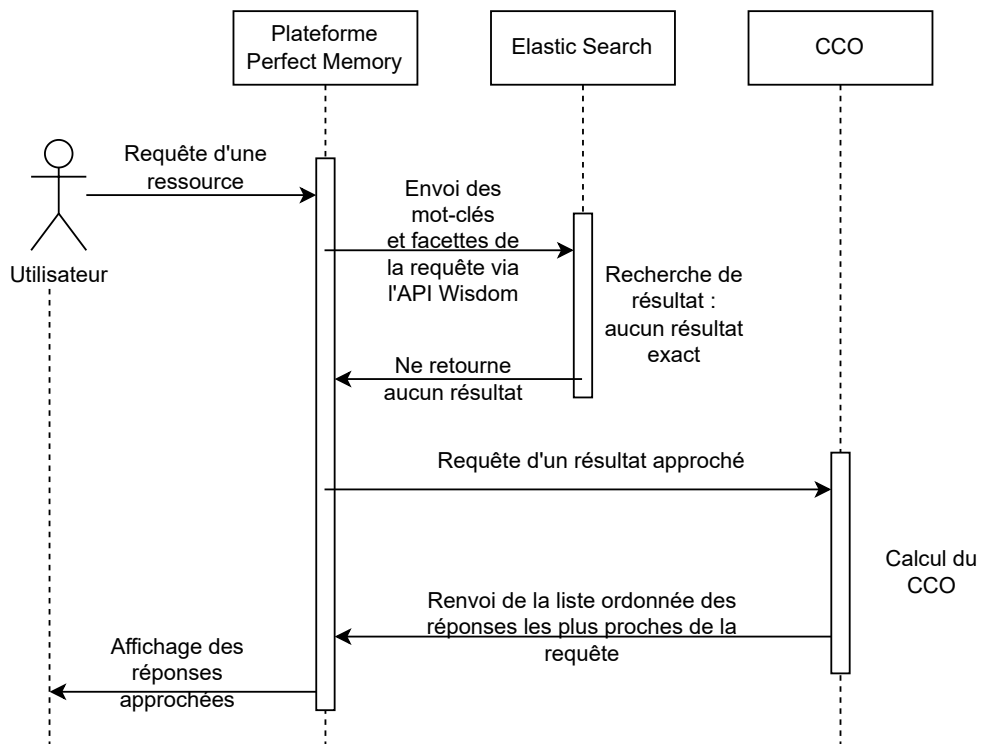 Plateforme
Perfect Memory
Elastic Search
CCO
Requête d'une
ressource
Utilisateur
Envoi des
mot-clés
et facettes de
la requête via
l'API Wisdom
Recherche de
résultat :
aucun résultat
exact
Ne retourne
aucun résultat
Requête d'un résultat approché
Calcul du
CCO
Renvoi de la liste ordonnée des
réponses les plus proches de la
requête
Affichage des
réponses
approchées